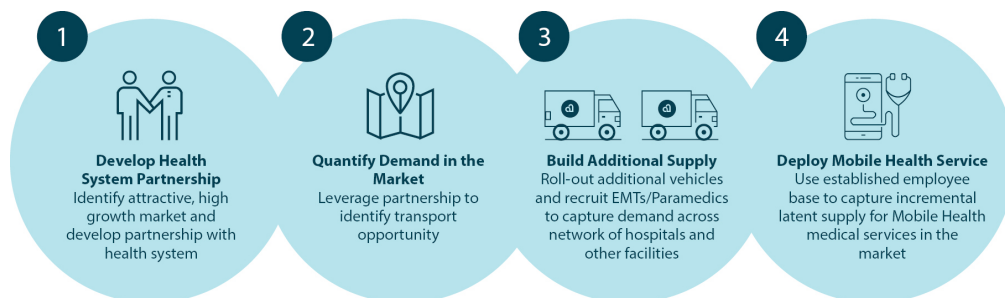 1
Develop Health
System Partnership
Identify attractive, high
growth market and
develop partnership with
health system
2
Quantify Demand in the
Market
Leverage partnership to
identify transport
opportunity
3
Build Additional Supply
Roll-out additional vehicles
and recruit EMTs/Paramedics
to capture demand across
network of hospitals and
other facilities
4
Deploy Mobile Health Service
Use established employee
base to capture incremental
latent supply for Mobile Health
medical services in the
market